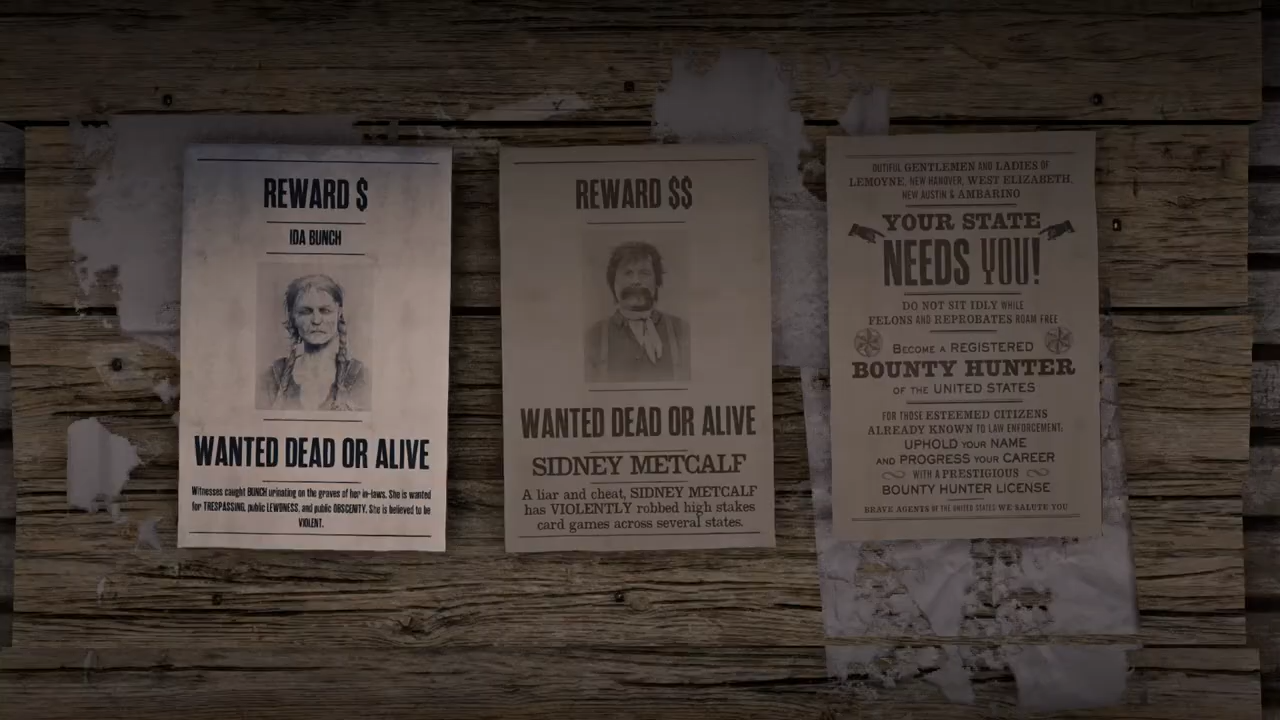 REWARD $
IDA BUNCH
WANTED DEAD OR ALIVE
Witnesses caught BUNCH urinating on the graves of her in-laws. She is wanted
for TRESPASSING, public LEWDNESS, and public OBSCENITY. She is believed to be
VIOLENT.
REWARD $$
WANTED DEAD OR ALIVE
SIDNEY METCALF
A liar and cheat, SIDNEY METCALF
has VIOLENTLY robbed high stakes
card games across several states.
DUTIFUL GENTLEMEN AND LADIES OF
LEMOYNE, NEW HANOVER, WEST ELIZABETH,
NEW AUSTIN & AMBARINO
YOUR STATE
NEEDS YOU!
DO NOT SIT IDLY WHILE
FELONS AND REPROBATES ROAM FREE
BECOME A REGISTERED
BOUNTY HUNTER
OF THE UNITED STATES
FOR THOSE ESTEEMED CITIZENS
ALREADY KNOWN TO LAW ENFORCEMENT,
UPHOLD YOUR NAME
AND PROGRESS YOUR CAREER
WITH A PRESTIGIOUS
BOUNTY HUNTER LICENSE
BRAVE AGENTS OF THE UNITED STATES WE SALUTE YOU